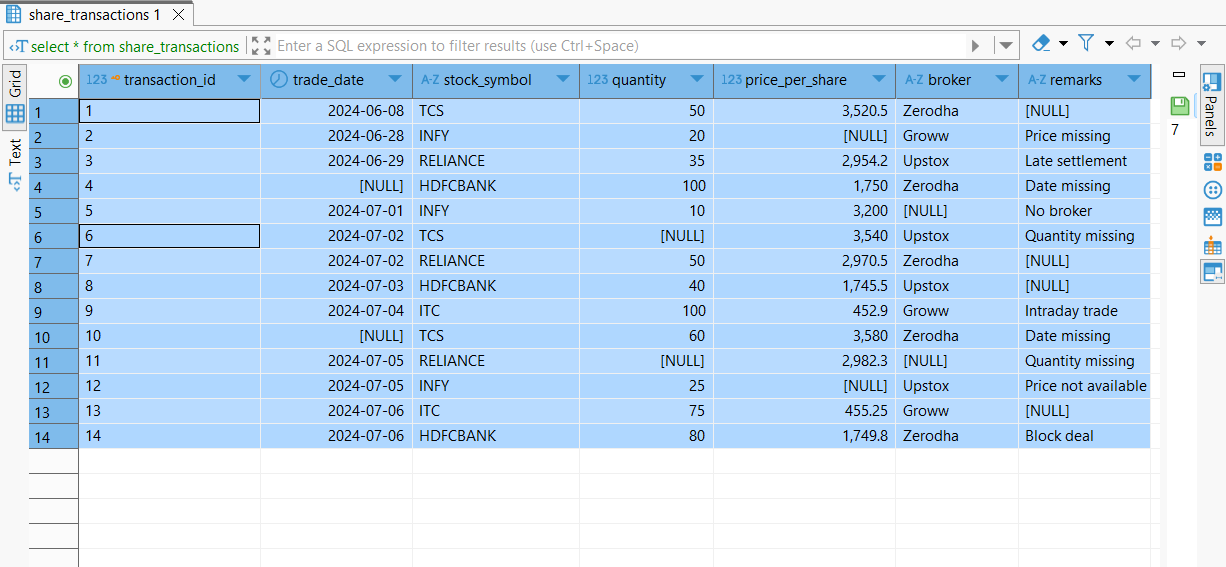 share_transactions 1
select * from share_transactions Enter a SQL expression to filter results (use Ctrl+Space)
Grid
Text
Panels
7
123 transaction_id trade_date A-Z stock_symbol 123 quantity 123 price_per_share A-Z broker A-Z remarks
1 1 2024-06-08 TCS 50 3,520.5 Zerodha [NULL]
2 2 2024-06-28 INFY 20 [NULL] Groww Price missing
3 3 2024-06-29 RELIANCE 35 2,954.2 Upstox Late settlement
4 4 [NULL] HDFCBANK 100 1,750 Zerodha Date missing
5 5 2024-07-01 INFY 10 3,200 [NULL] No broker
6 6 2024-07-02 TCS [NULL] 3,540 Upstox Quantity missing
7 7 2024-07-02 RELIANCE 50 2,970.5 Zerodha [NULL]
8 8 2024-07-03 HDFCBANK 40 1,745.5 Upstox [NULL]
9 9 2024-07-04 ITC 100 452.9 Groww Intraday trade
10 10 [NULL] TCS 60 3,580 Zerodha Date missing
11 11 2024-07-05 RELIANCE [NULL] 2,982.3 [NULL] Quantity missing
12 12 2024-07-05 INFY 25 [NULL] Upstox Price not available
13 13 2024-07-06 ITC 75 455.25 Groww [NULL]
14 14 2024-07-06 HDFCBANK 80 1,749.8 Zerodha Block deal